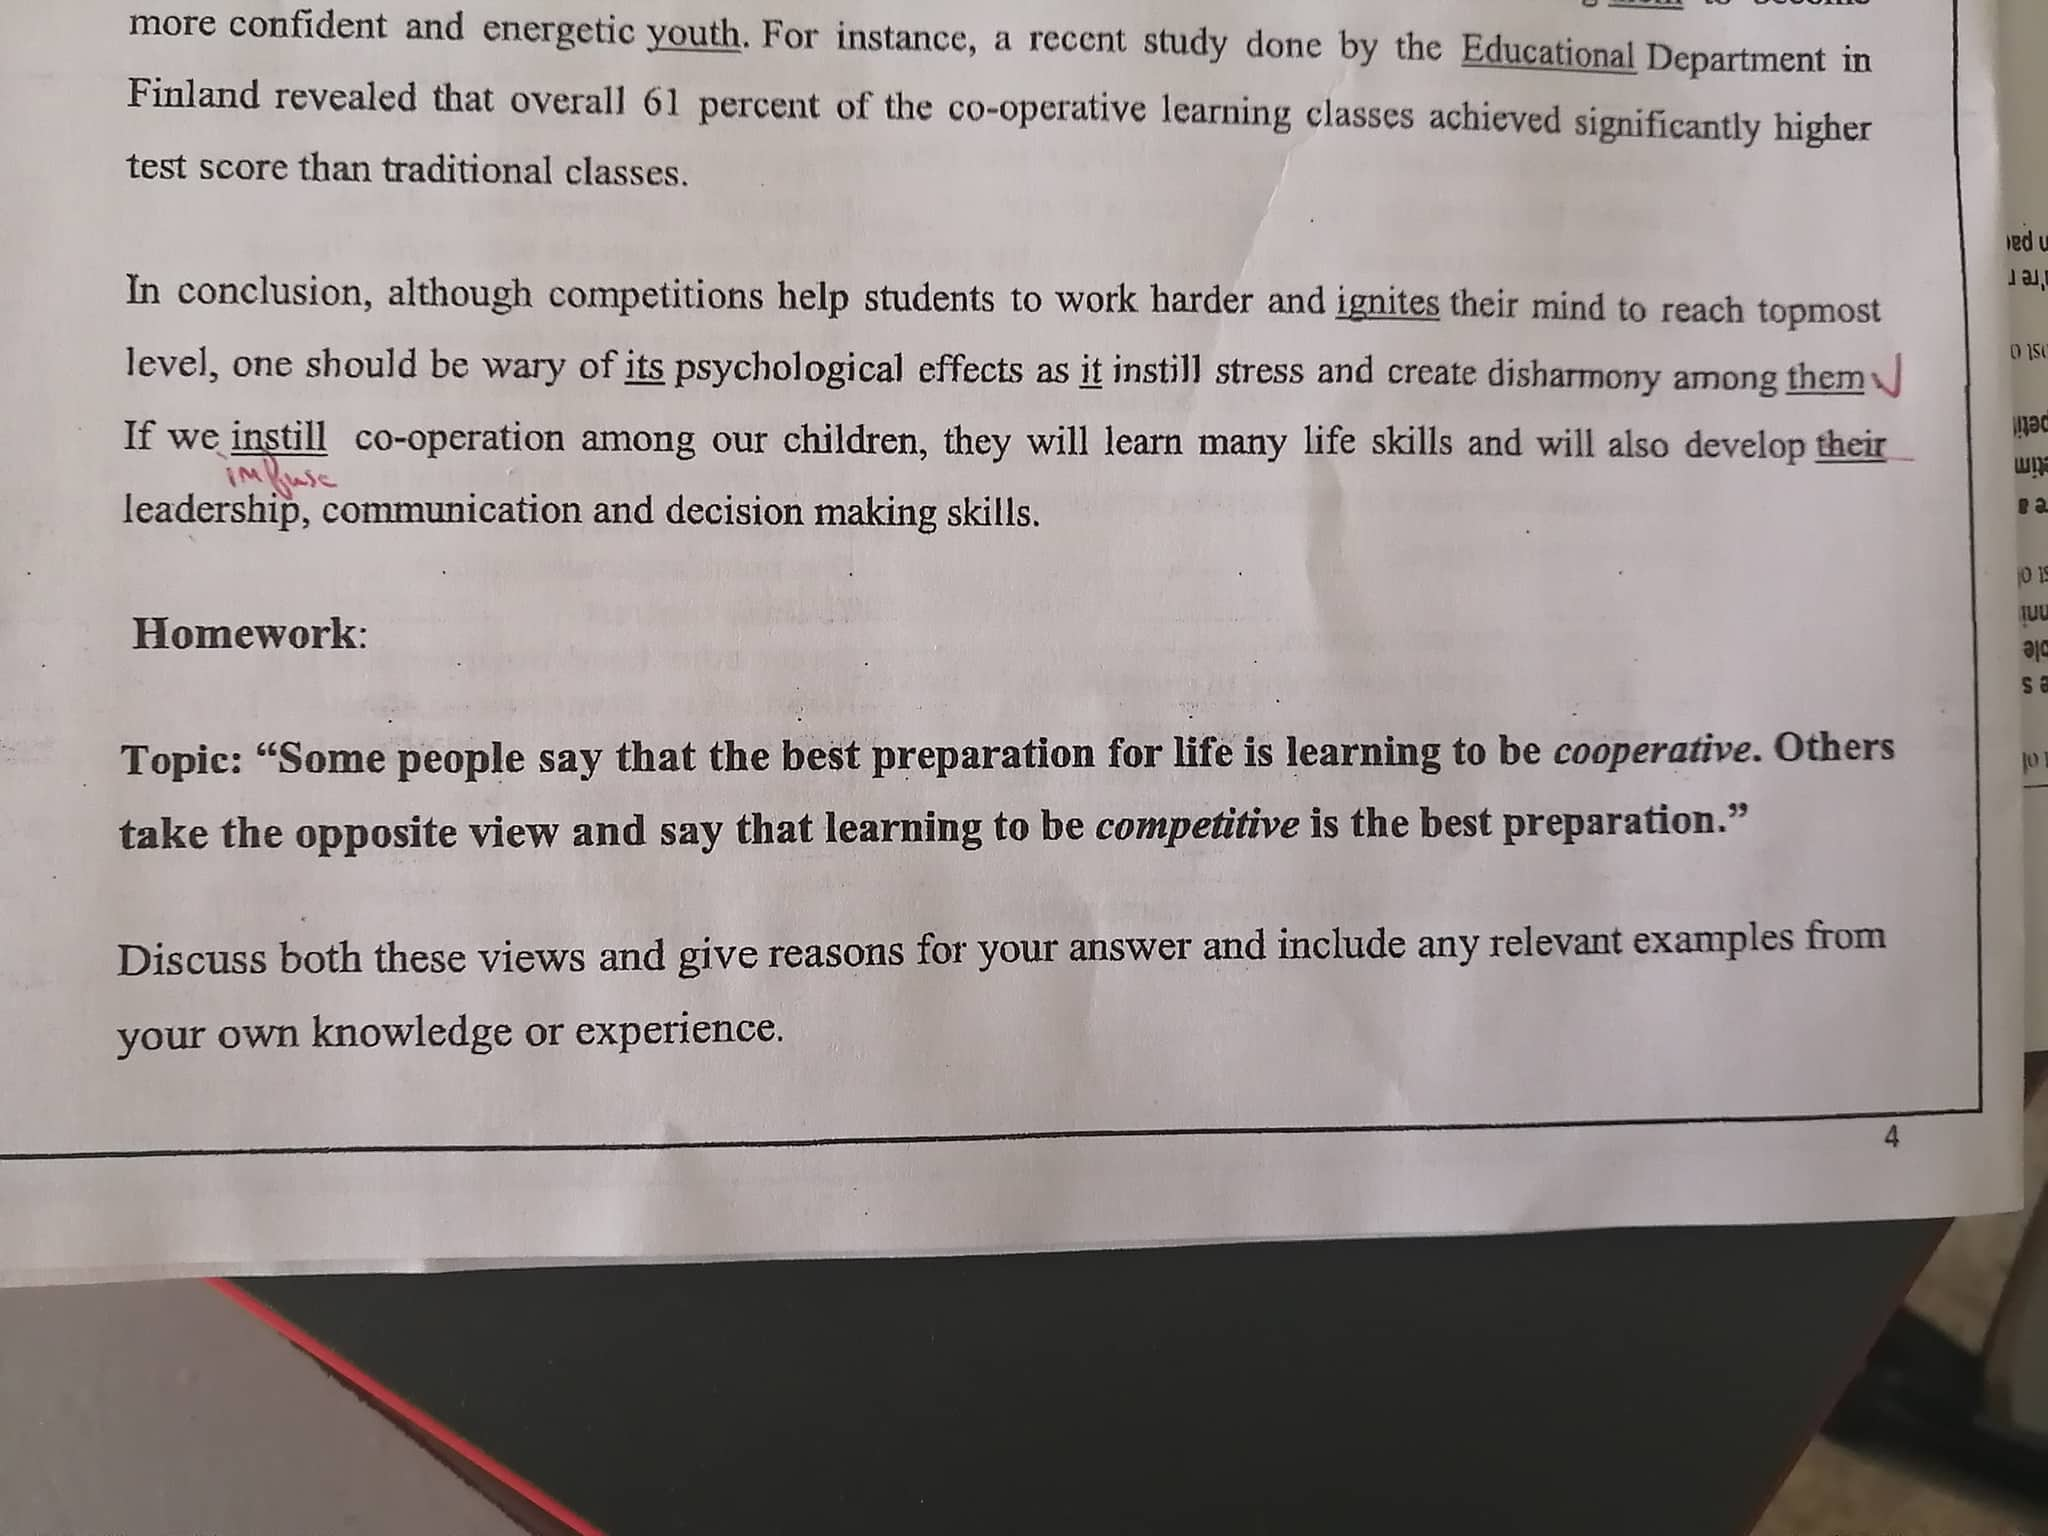 more confident and energetic youth. For instance, a recent study done by the Educational Department in
Finland revealed that overall 61 percent of the co-operative learning classes achieved significantly higher
test score than traditional classes.
In conclusion, although competitions help students to work harder and ignites their mind to reach topmost
level, one should be wary of its psychological effects as it instill stress and create disharmony among them
If we instill co-operation among our children, they will learn many life skills and will also develop their
imfuse
leadership, communication and decision making skills.
Homework:
Topic: “Some people say that the best preparation for life is learning to be cooperative. Others
take the opposite view and say that learning to be competitive is the best preparation.”
Discuss both these views and give reasons for your answer and include any relevant examples from
your own knowledge or experience.
4